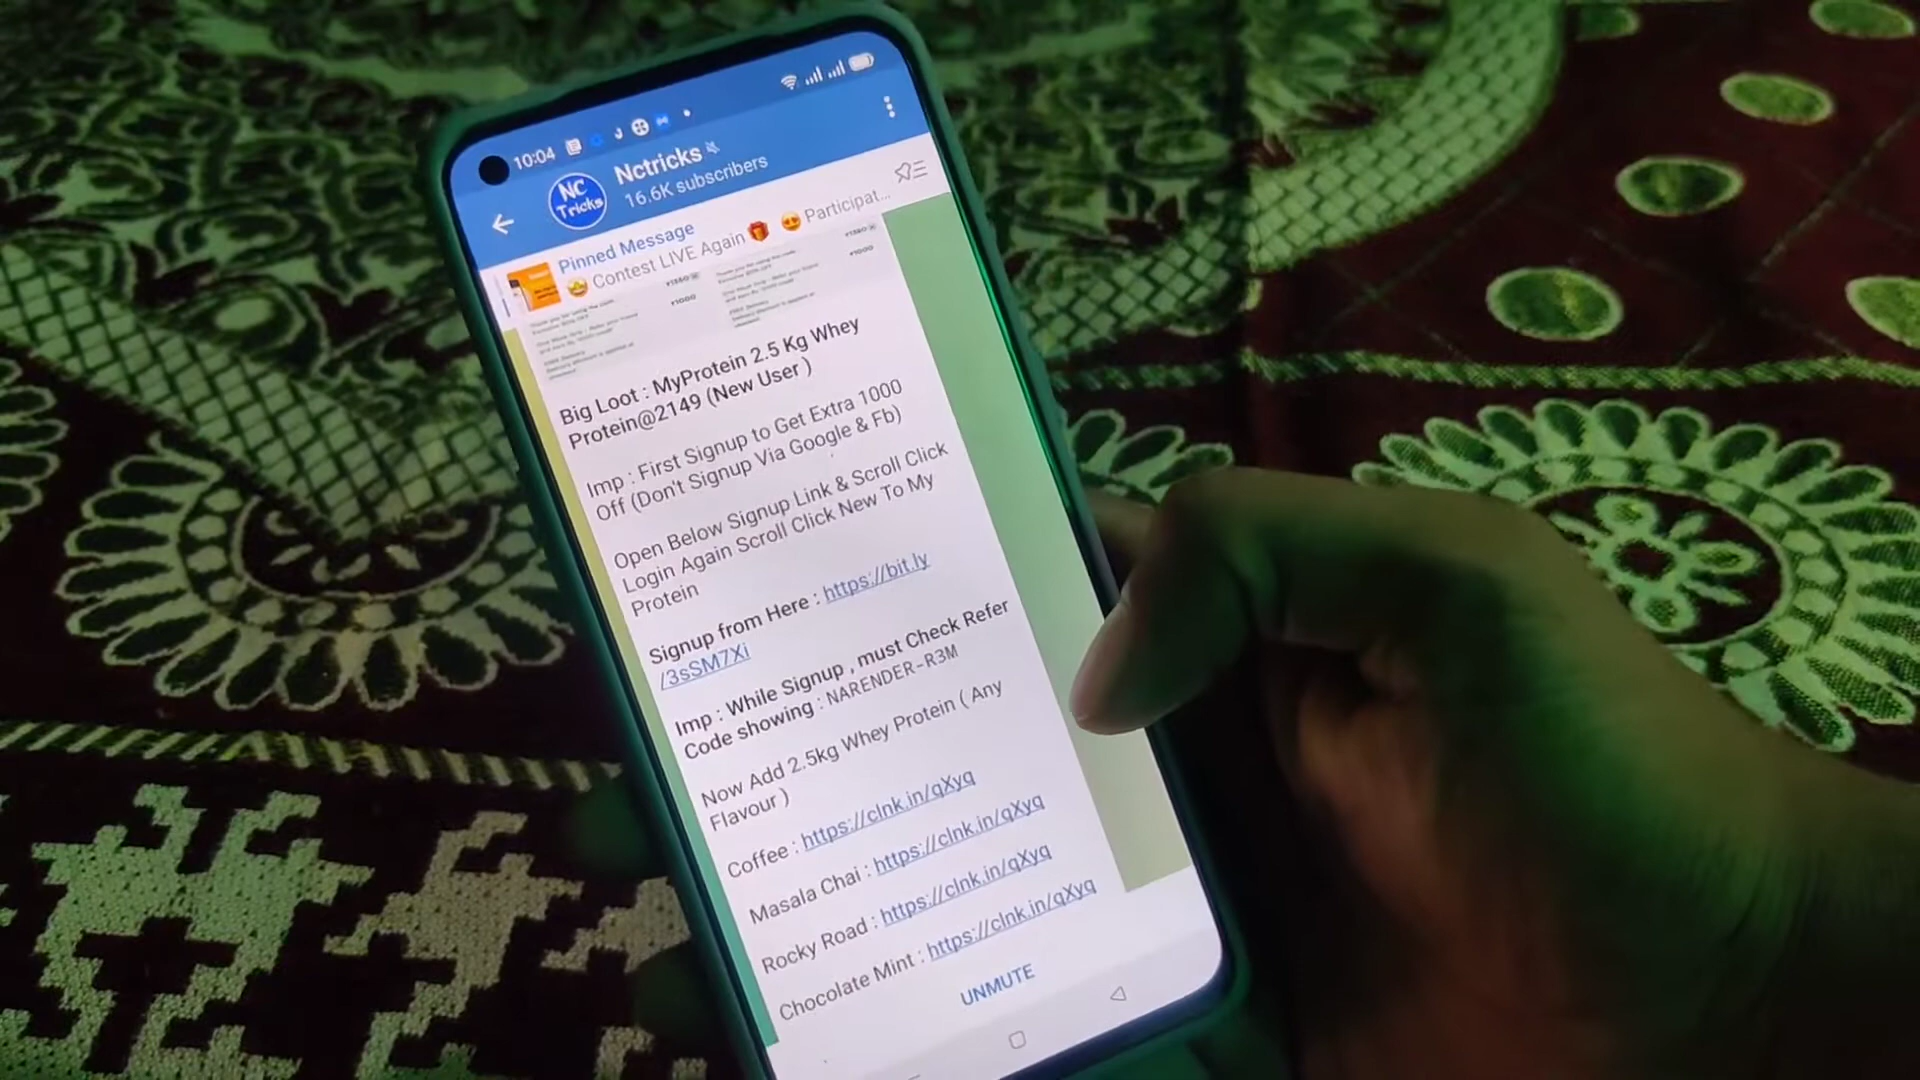 10:04
NC
Tricks
Nctricks
16.6K subscribers
Pinned Message
🤩 Contest LIVE Again🎁 😍 Participat...
₹1000
₹1000
Big Loot : MyProtein 2.5 Kg Whey
Protein@2149 (New User )
Imp : First Signup to Get Extra 1000
Off (Don't Signup Via Google & Fb)
Open Below Signup Link & Scroll Click
Login Again Scroll Click New To My
Protein
Signup from Here : https://bit.ly
/3sSM7Xi
Imp : While Signup , must Check Refer
Code showing : NARENDER-R3M
Now Add 2.5kg Whey Protein ( Any
Flavour )
Coffee : https://clnk.in/qXyq
Masala Chai : https://clnk.in/qXyq
Rocky Road : https://clnk.in/qXyq
Chocolate Mint : https://clnk.in/qXyq
UNMUTE